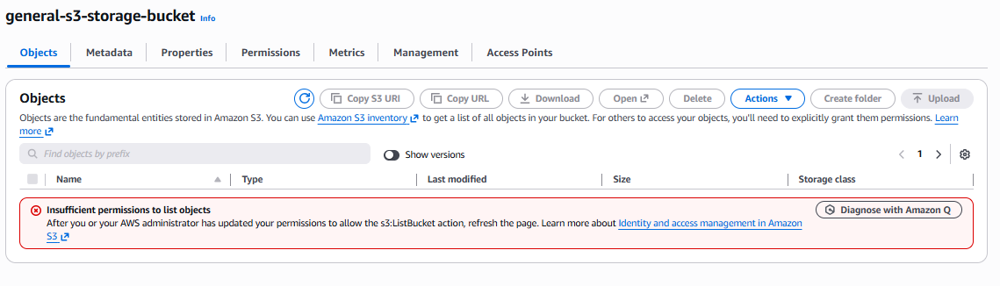 general-s3-storage-bucket Info
Objects Metadata Properties Permissions Metrics Management Access Points
Objects Copy S3 URI Copy URL Download Open Delete Actions Create folder Upload
Objects are the fundamental entities stored in Amazon S3. You can use Amazon S3 inventory to get a list of all objects in your bucket. For others to access your objects, you'll need to explicitly grant them permissions. Learn
more
Find objects by prefix Show versions 1
Name Type Last modified Size Storage class
Insufficient permissions to list objects Diagnose with Amazon Q
After you or your AWS administrator has updated your permissions to allow the s3:ListBucket action, refresh the page. Learn more about Identity and access management in Amazon
S3